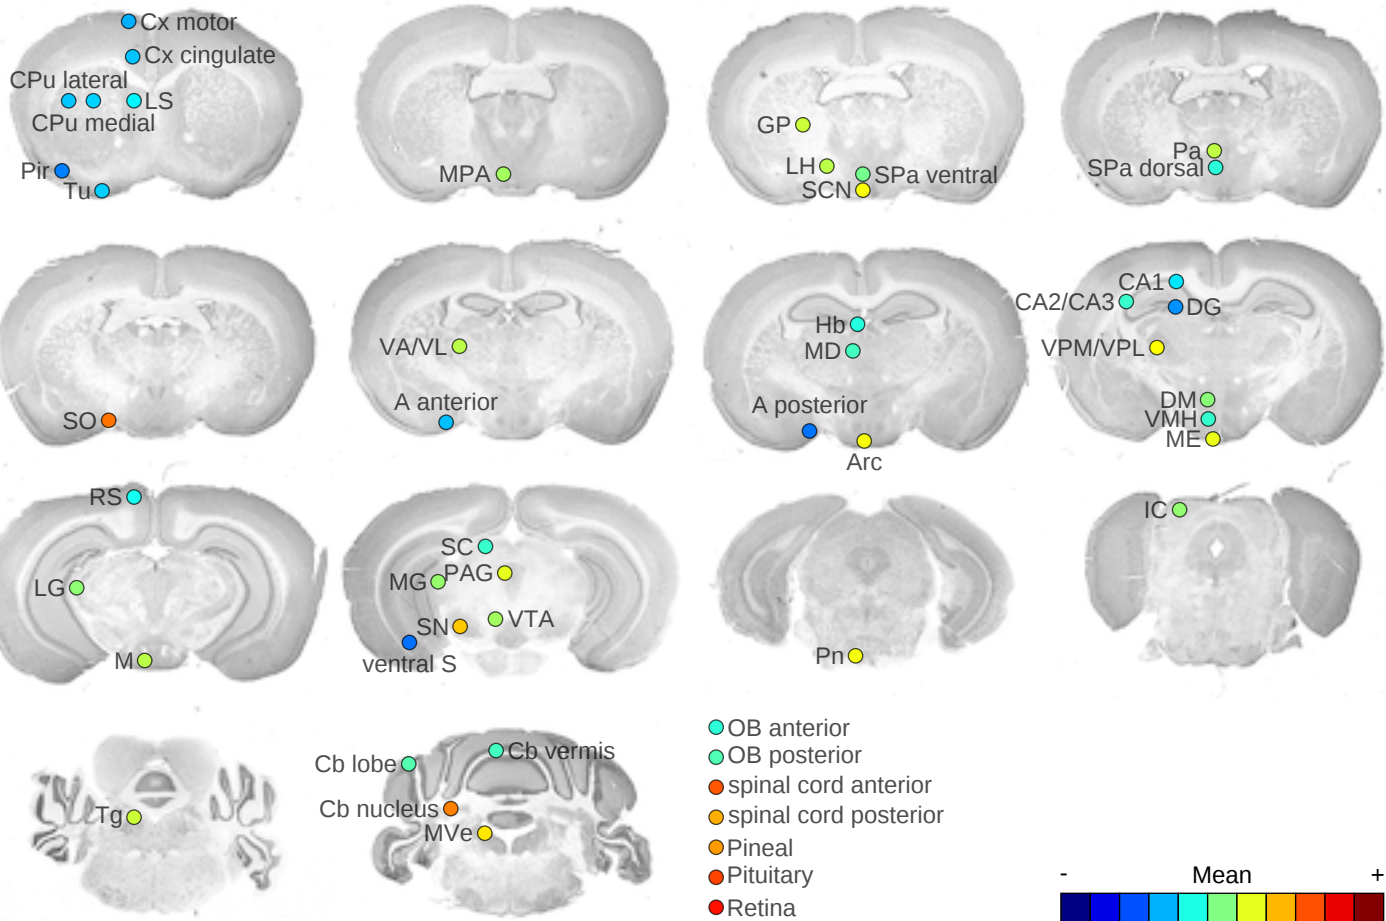 Cx motor
Cx cingulate
CPu lateral
LS
CPu medial
Pir
Tu
MPA
GP
LH
SPa ventral
SCN
Pa
SPa dorsal
SO
VA/VL
A anterior
Hb
MD
A posterior
Arc
CA1
CA2/CA3
DG
VPM/VPL
DM
VMH
ME
RS
LG
M
SC
MG
PAG
SN
VTA
ventral S
Pn
IC
Tg
Cb lobe
Cb vermis
Cb nucleus
MVe
OB anterior
OB posterior
spinal cord anterior
spinal cord posterior
Pineal
Pituitary
Retina
- Mean +